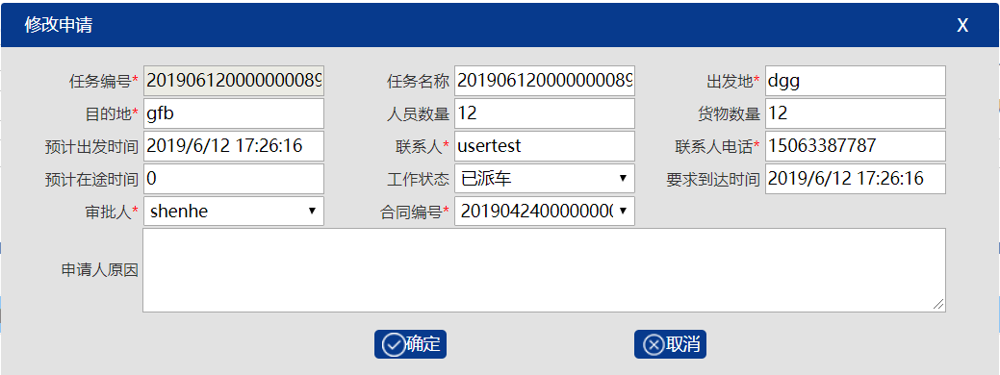 修改申请 X
任务编号* 201906120000000089 任务名称 201906120000000089 出发地* dgg
目的地* gfb 人员数量 12 货物数量 12
预计出发时间 2019/6/12 17:26:16 联系人* usertest 联系人电话* 15063387787
预计在途时间 0 工作状态 已派车 要求到达时间 2019/6/12 17:26:16
审批人* shenhe 合同编号* 201904240000000
申请人原因
确定 取消